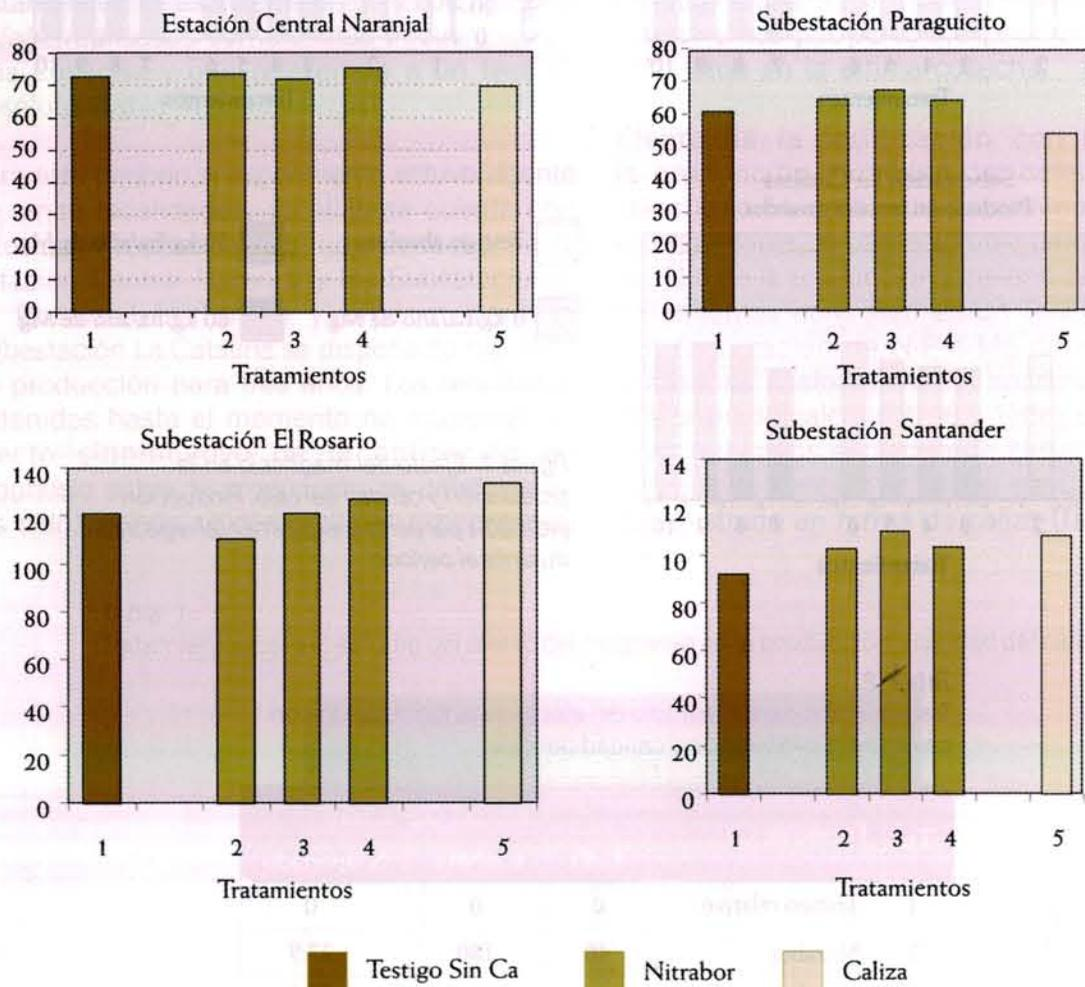 Estación Central Naranjal
80
70
60
50
40
30
20
10
0
1 2 3 4 5
Tratamientos
Subestación Paraguicito
80
70
60
50
40
30
20
10
0
1 2 3 4 5
Tratamientos
Subestación El Rosario
140
120
100
80
60
40
20
0
1 2 3 4 5
Tratamientos
Subestación Santander
14
12
10
80
60
40
20
0
1 2 3 4 5
Tratamientos
Testigo Sin Ca Nitrabor Caliza